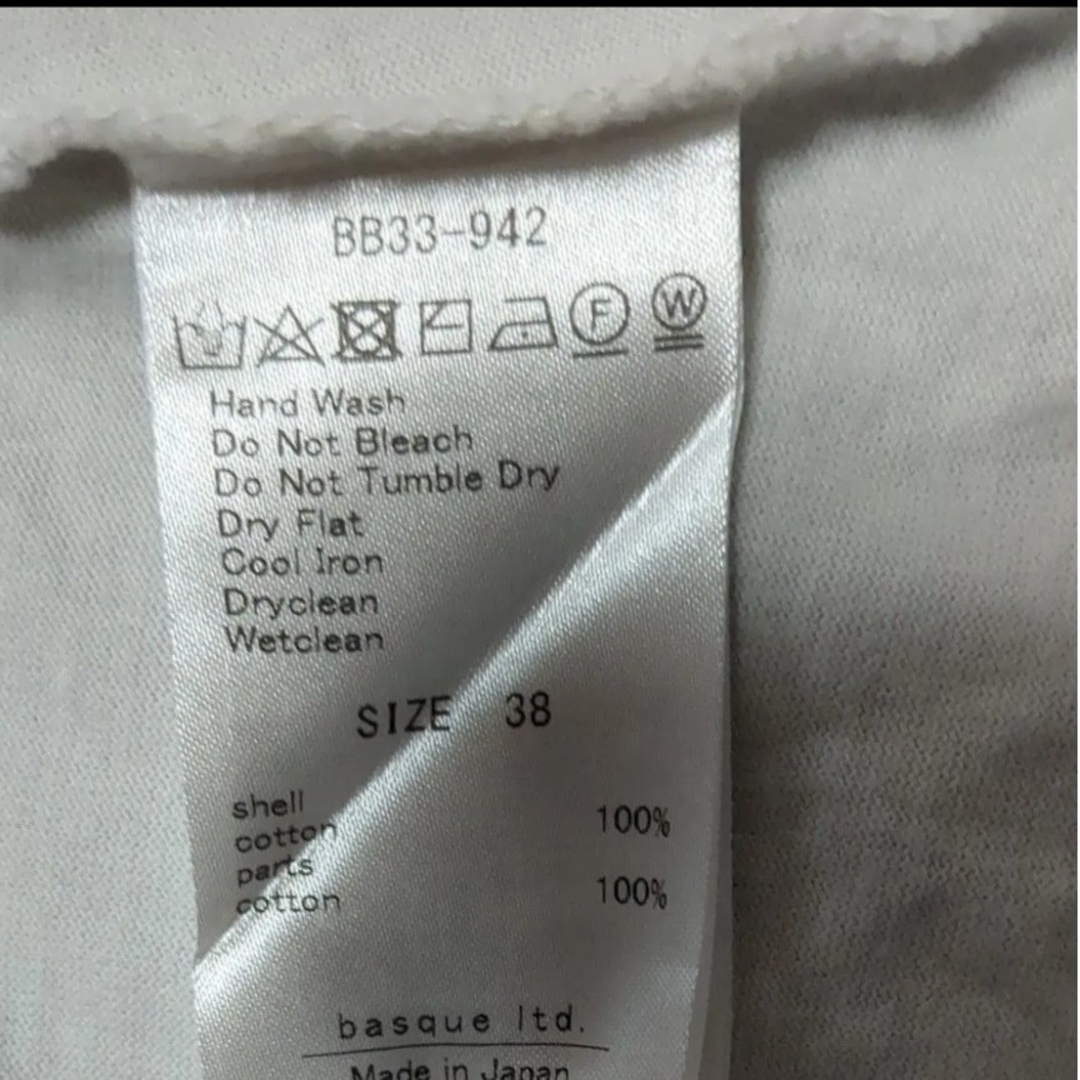 BB33-942
F W
Hand Wash
Do Not Bleach
Do Not Tumble Dry
Dry Flat
Cool Iron
Dryclean
Wetclean
SIZE 38
shell
cotton 100%
parts
cotton 100%
basque ltd.
Made in Japan